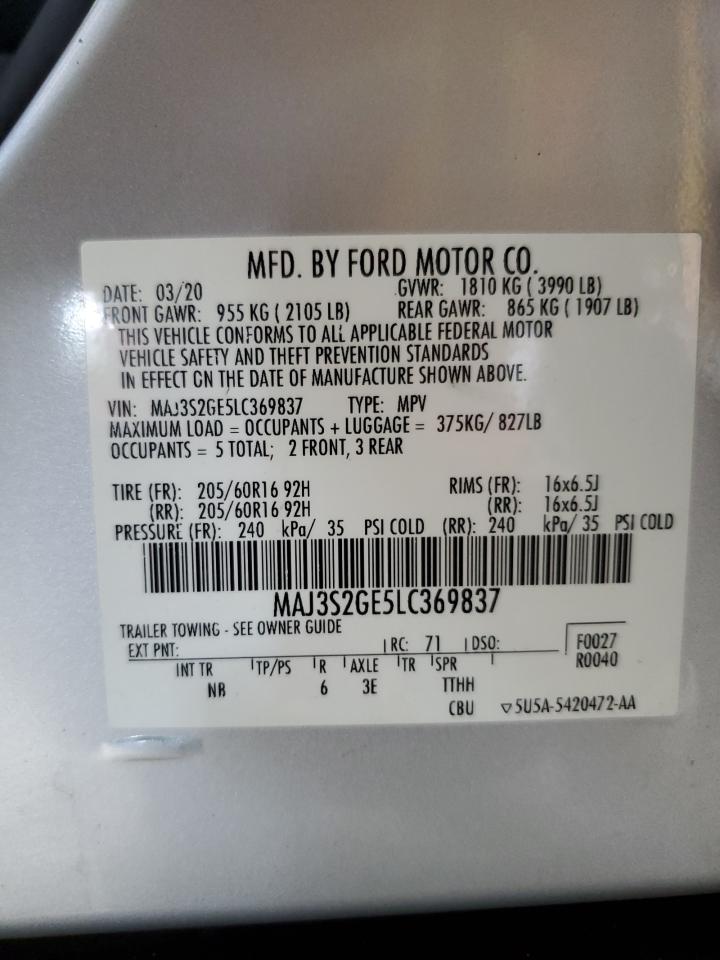 MFD. BY FORD MOTOR CO.
DATE: 03/20 GVWR: 1810 KG ( 3990 LB)
FRONT GAWR: 955 KG ( 2105 LB) REAR GAWR: 865 KG ( 1907 LB)
THIS VEHICLE CONFORMS TO ALL APPLICABLE FEDERAL MOTOR
VEHICLE SAFETY AND THEFT PREVENTION STANDARDS
IN EFFECT ON THE DATE OF MANUFACTURE SHOWN ABOVE.
VIN: MAJ3S2GE5LC369837 TYPE: MPV
MAXIMUM LOAD = OCCUPANTS + LUGGAGE = 375KG/ 827LB
OCCUPANTS = 5 TOTAL; 2 FRONT, 3 REAR
TIRE (FR): 205/60R16 92H RIMS (FR): 16x6.5J
(RR): 205/60R16 92H (RR): 16x6.5J
PRESSURE (FR): 240 kPa/ 35 PSI COLD (RR): 240 kPa/ 35 PSI COLD
MAJ3S2GE5LC369837
TRAILER TOWING - SEE OWNER GUIDE
EXT PNT: RC: 71 DSO: F0027
R0040
INT TR TP/PS R AXLE TR SPR
NB 6 3E TTHH
CBU ▽5U5A-5420472-AA